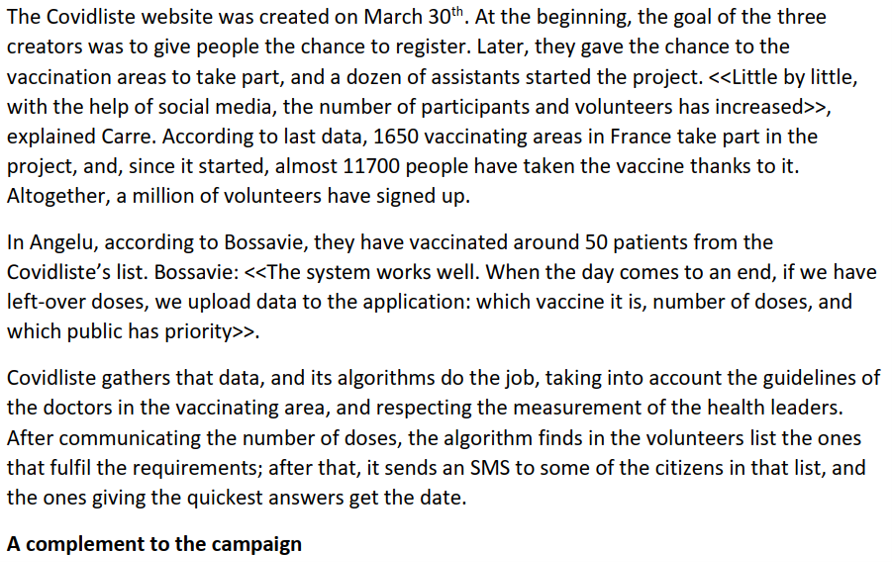 The Covidliste website was created on March 30th. At the beginning, the goal of the three
creators was to give people the chance to register. Later, they gave the chance to the
vaccination areas to take part, and a dozen of assistants started the project. <<Little by little,
with the help of social media, the number of participants and volunteers has increased>>,
explained Carre. According to last data, 1650 vaccinating areas in France take part in the
project, and, since it started, almost 11700 people have taken the vaccine thanks to it.
Altogether, a million of volunteers have signed up.
In Angelu, according to Bossavie, they have vaccinated around 50 patients from the
Covidliste’s list. Bossavie: <<The system works well. When the day comes to an end, if we have
left-over doses, we upload data to the application: which vaccine it is, number of doses, and
which public has priority>>.
Covidliste gathers that data, and its algorithms do the job, taking into account the guidelines of
the doctors in the vaccinating area, and respecting the measurement of the health leaders.
After communicating the number of doses, the algorithm finds in the volunteers list the ones
that fulfil the requirements; after that, it sends an SMS to some of the citizens in that list, and
the ones giving the quickest answers get the date.
A complement to the campaign